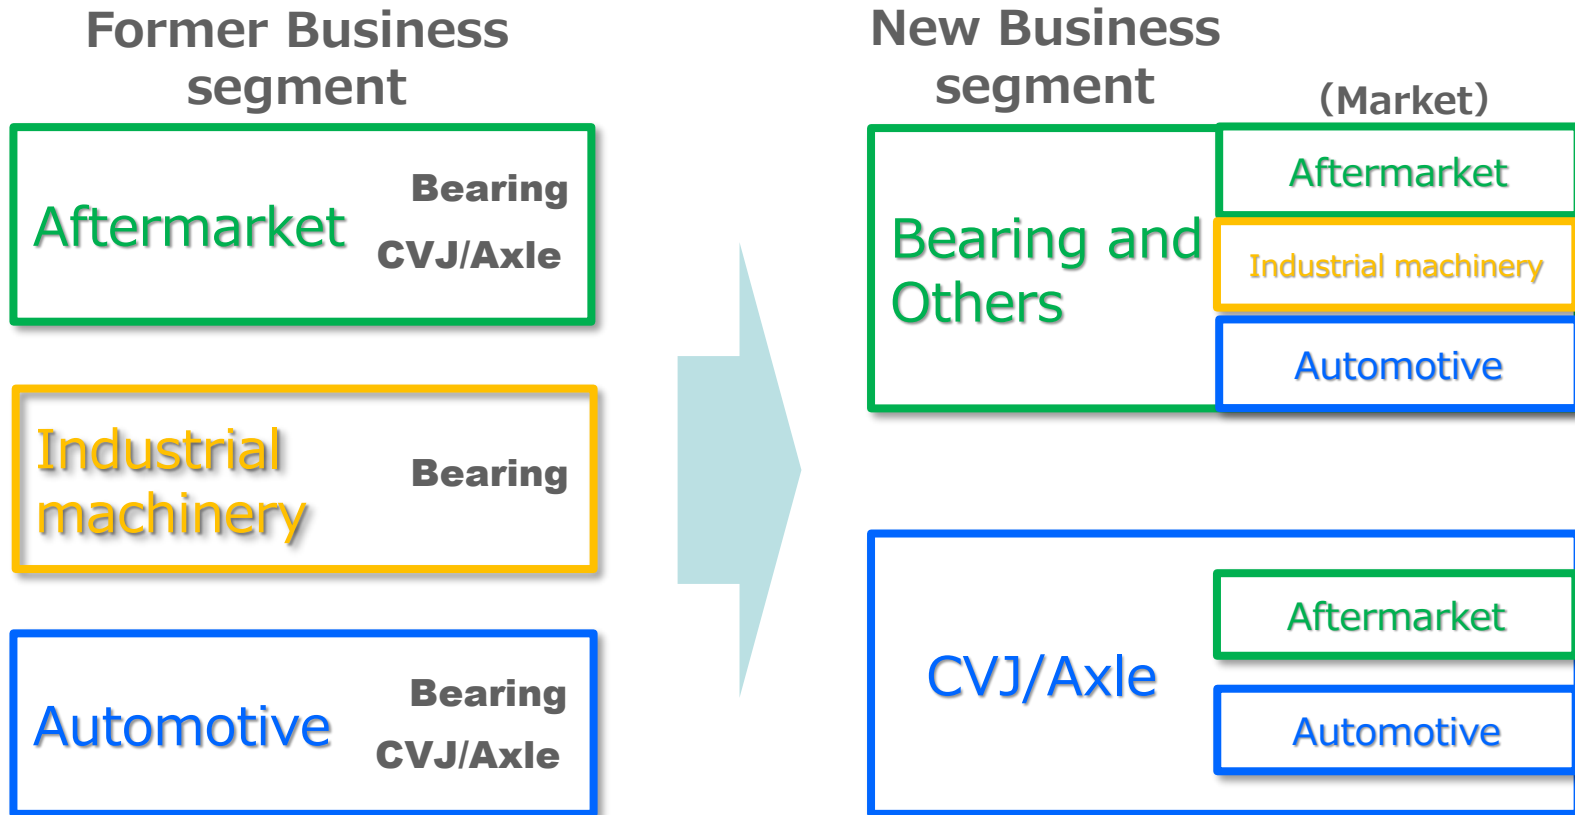 Former Business
segment
Aftermarket
Bearing
CVJ/Axle
Industrial
machinery
Bearing
Automotive
Bearing
CVJ/Axle
New Business
segment
(Market)
Bearing and
Others
Aftermarket
Industrial machinery
Automotive
CVJ/Axle
Aftermarket
Automotive